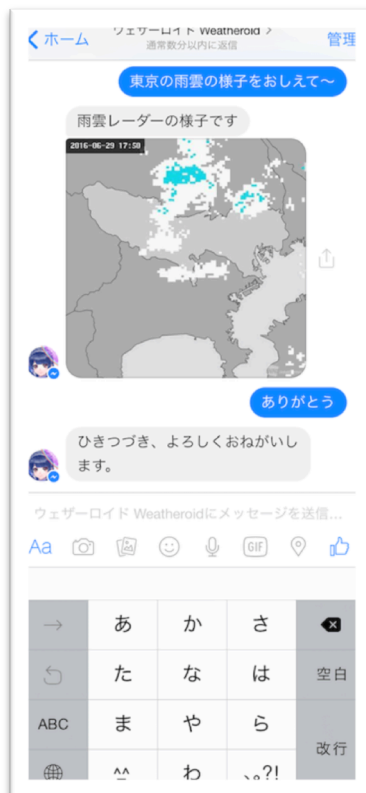 ホーム
ウェザーロイド Weatheroid >
通常数分以内に返信
管理
東京の雨雲の様子をおしえて〜
雨雲レーダーの様子です
2016-06-29 17:50
ありがとう
ひきつづき、よろしくおねがいし
ます。
ウェザーロイド Weatheroidにメッセージを送信...
Aa
GIF
→ あ か さ
た な は 空白
ABC ま や ら
改行
^^ わ 、。?!